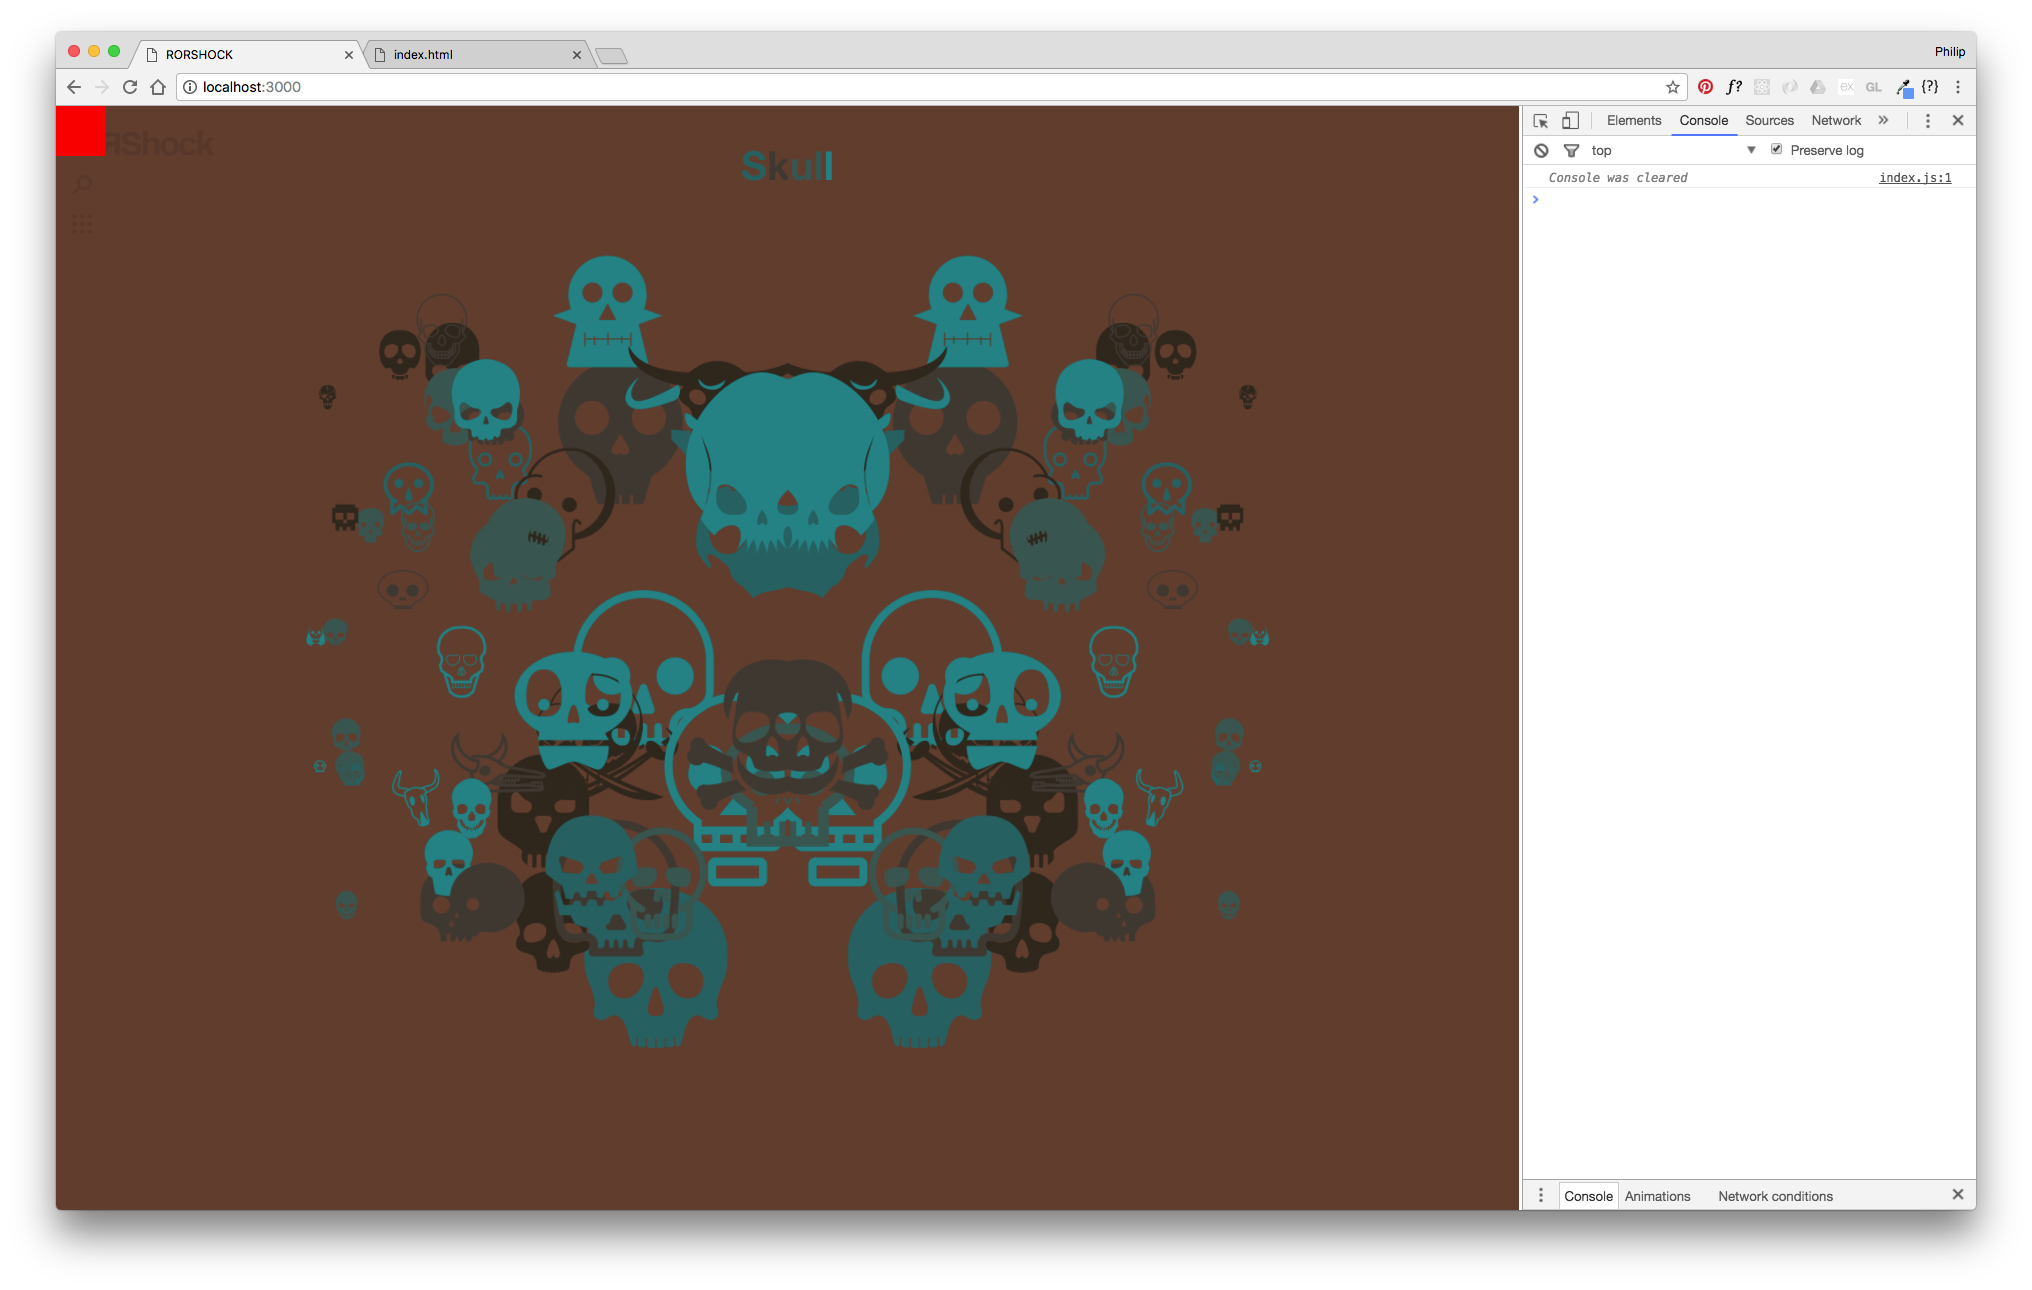 RORSHOCK
index.html
Philip
localhost:3000
f?
ex
GL
{?}
RShock
Skull
Elements Console Sources Network »
top
Preserve log
Console was cleared index.js:1
Console Animations Network conditions